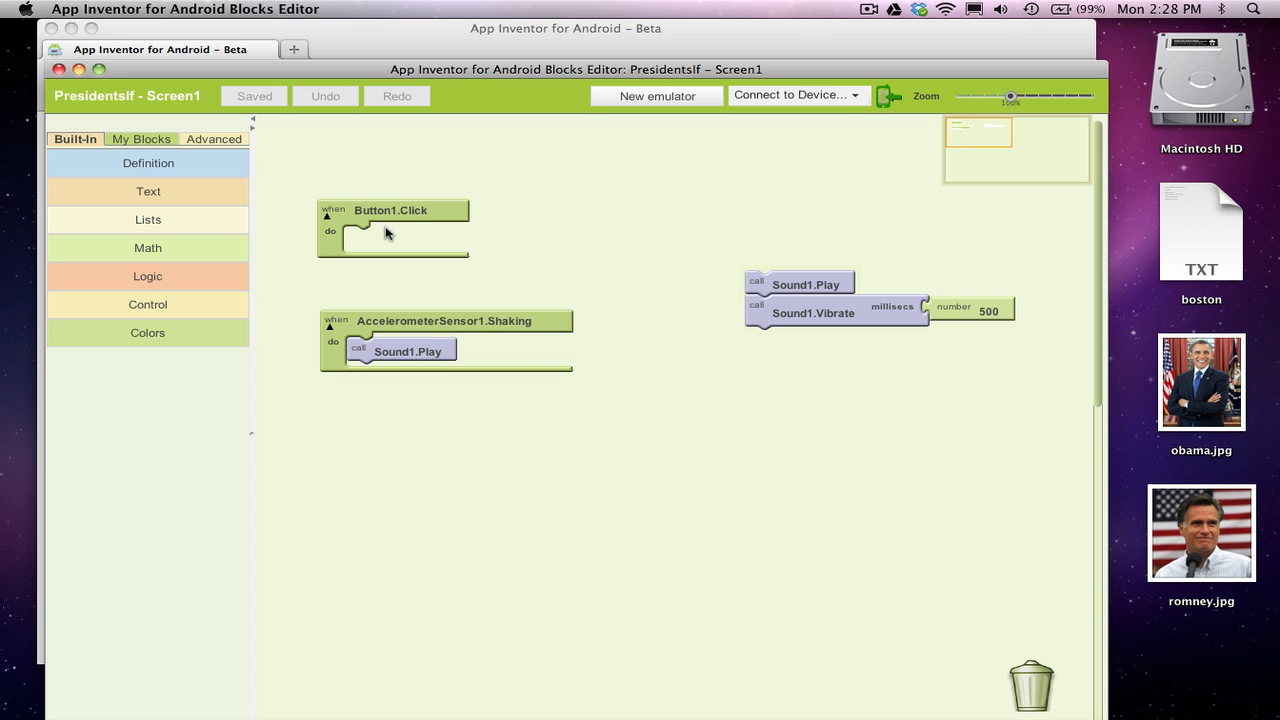 App Inventor for Android Blocks Editor
(99%) Mon 2:28 PM
App Inventor for Android – Beta
App Inventor for Android – Beta
App Inventor for Android Blocks Editor: PresidentsIf – Screen1
PresidentsIf - Screen1 Saved Undo Redo New emulator Connect to Device... Zoom
100%
Built-In My Blocks Advanced
Definition
Text
Lists
Math
Logic
Control
Colors
when Button1.Click
do
when AccelerometerSensor1.Shaking
do call Sound1.Play
call Sound1.Play
call Sound1.Vibrate millisecs number 500
Macintosh HD
TXT
boston
obama.jpg
romney.jpg